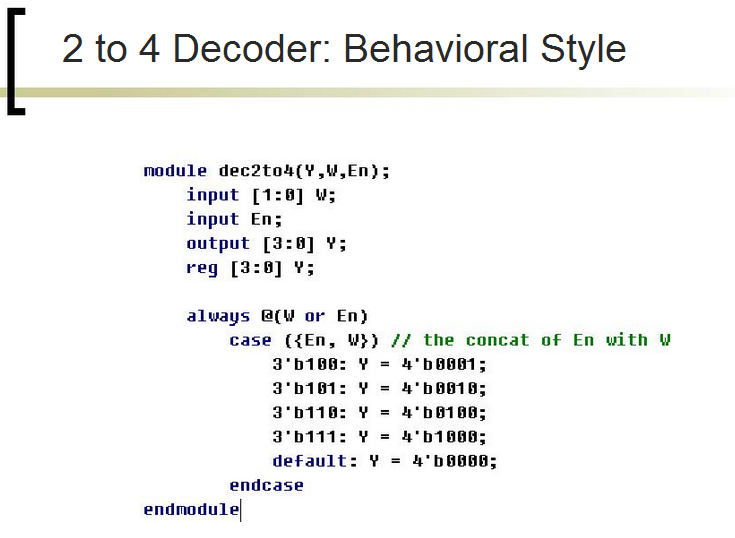 2 to 4 Decoder: Behavioral Style
module dec2to4(Y,W,En);
input [1:0] W;
input En;
output [3:0] Y;
reg [3:0] Y;
always @(W or En)
case ({En, W}) // the concat of En with W
3'b100: Y = 4'b0001;
3'b101: Y = 4'b0010;
3'b110: Y = 4'b0100;
3'b111: Y = 4'b1000;
default: Y = 4'b0000;
endcase
endmodule